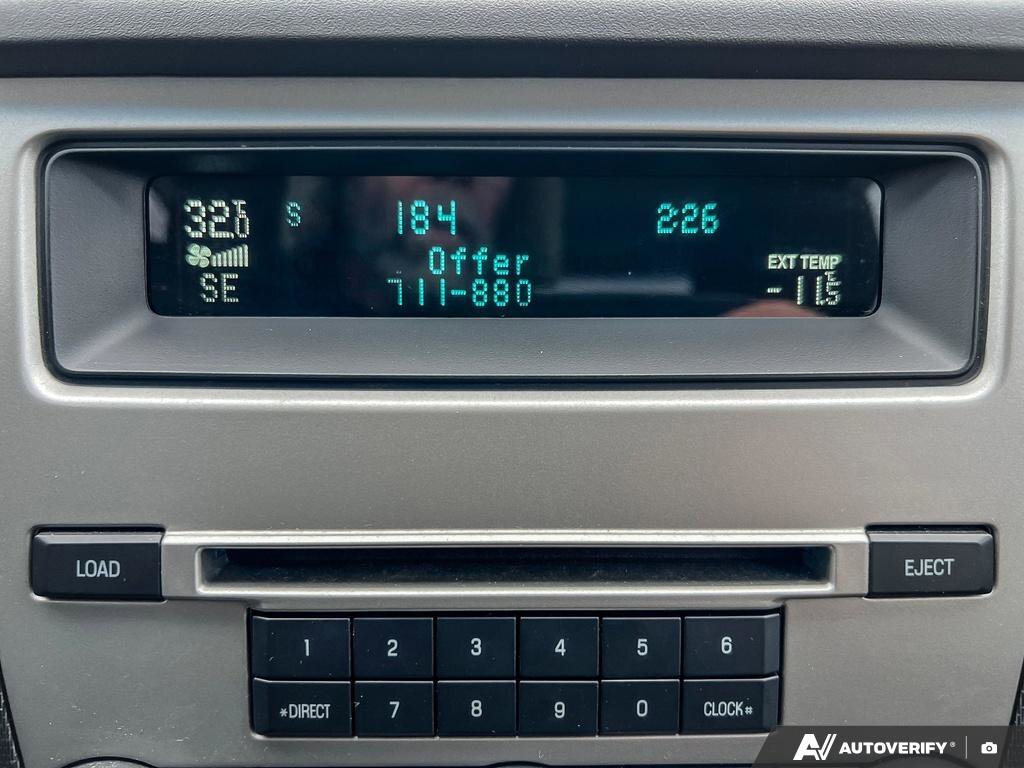 32.0°C S 184 2:26
Offer EXT TEMP
SE 711-880 -11.5°C
LOAD EJECT
1 2 3 4 5 6
*DIRECT 7 8 9 0 CLOCK#
AUTOVERIFY®